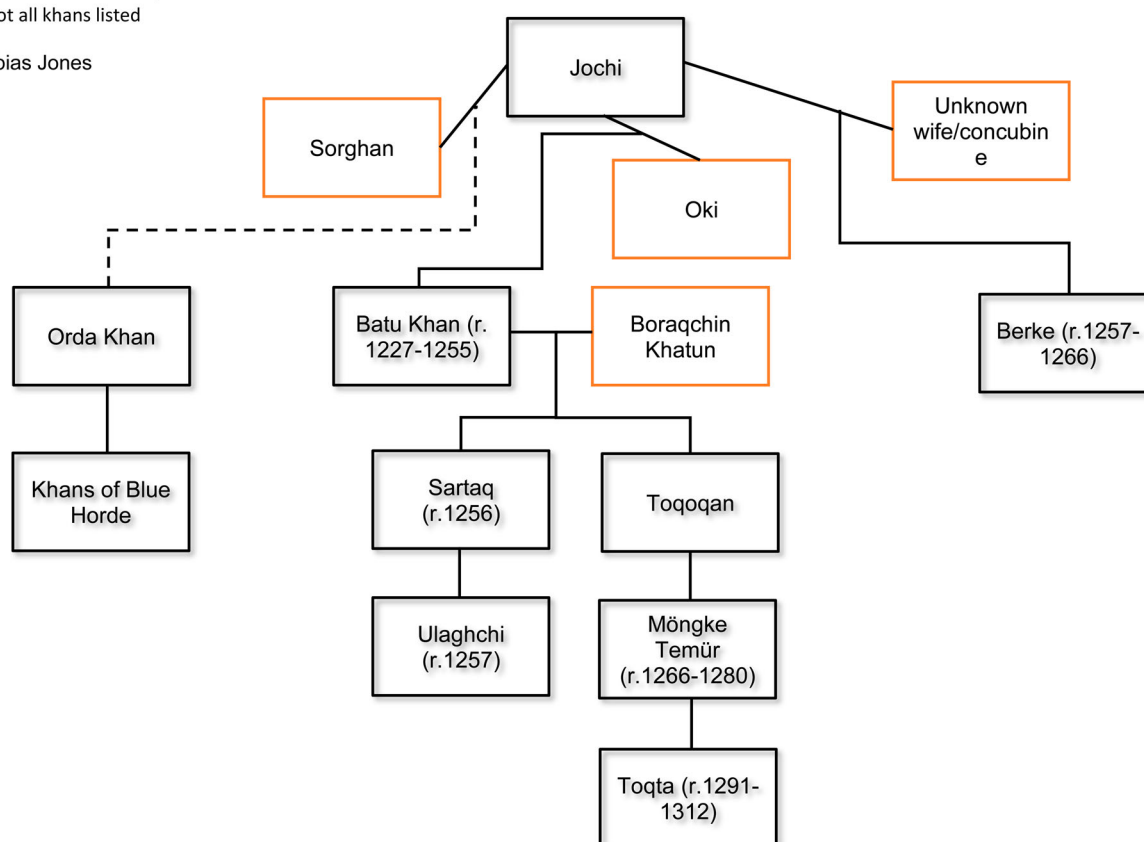 ot all khans listed
ias Jones
Jochi
Sorghan
Unknown
wife/concubin
e
Oki
Orda Khan
Batu Khan (r.
1227-1255)
Boraqchin
Khatun
Berke (r.1257-
1266)
Khans of Blue
Horde
Sartaq
(r.1256)
Toqoqan
Ulaghchi
(r.1257)
Möngke
Temür
(r.1266-1280)
Toqta (r.1291-
1312)